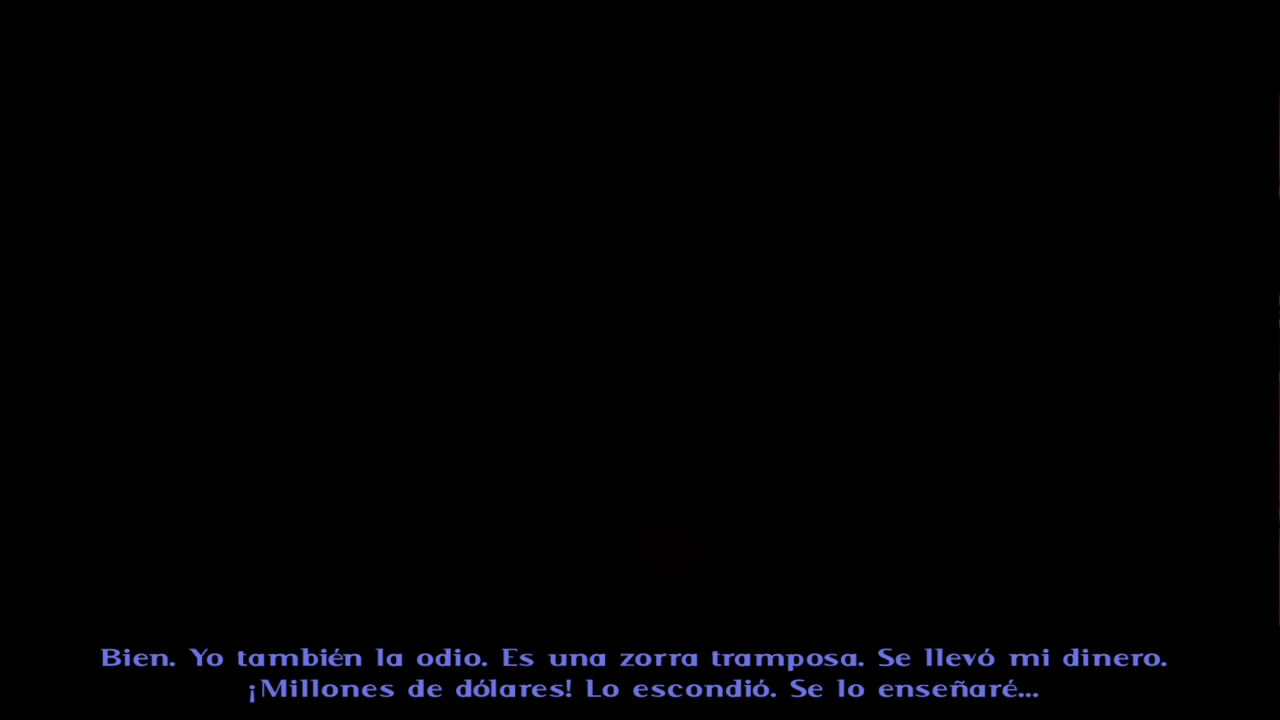 Bien. Yo también la odio. Es una zorra tramposa. Se llevó mi dinero.
¡Millones de dólares! Lo escondió. Se lo enseñaré...